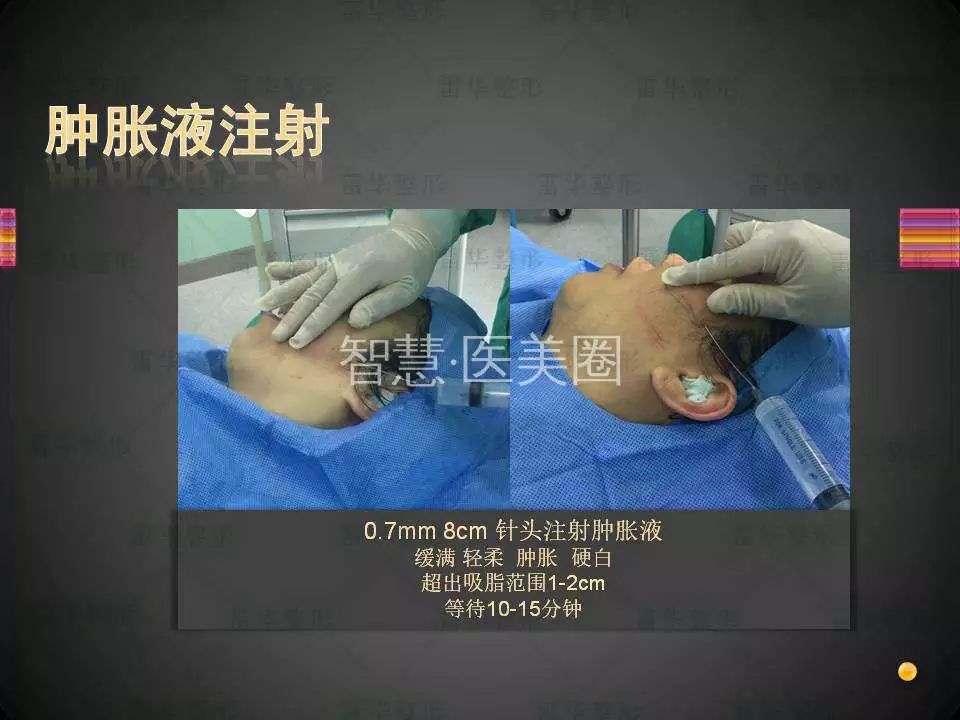 肿胀液注射
智慧·医美圈
0.7mm 8cm 针头注射肿胀液
缓满 轻柔 肿胀 硬白
超出吸脂范围1-2cm
等待10-15分钟